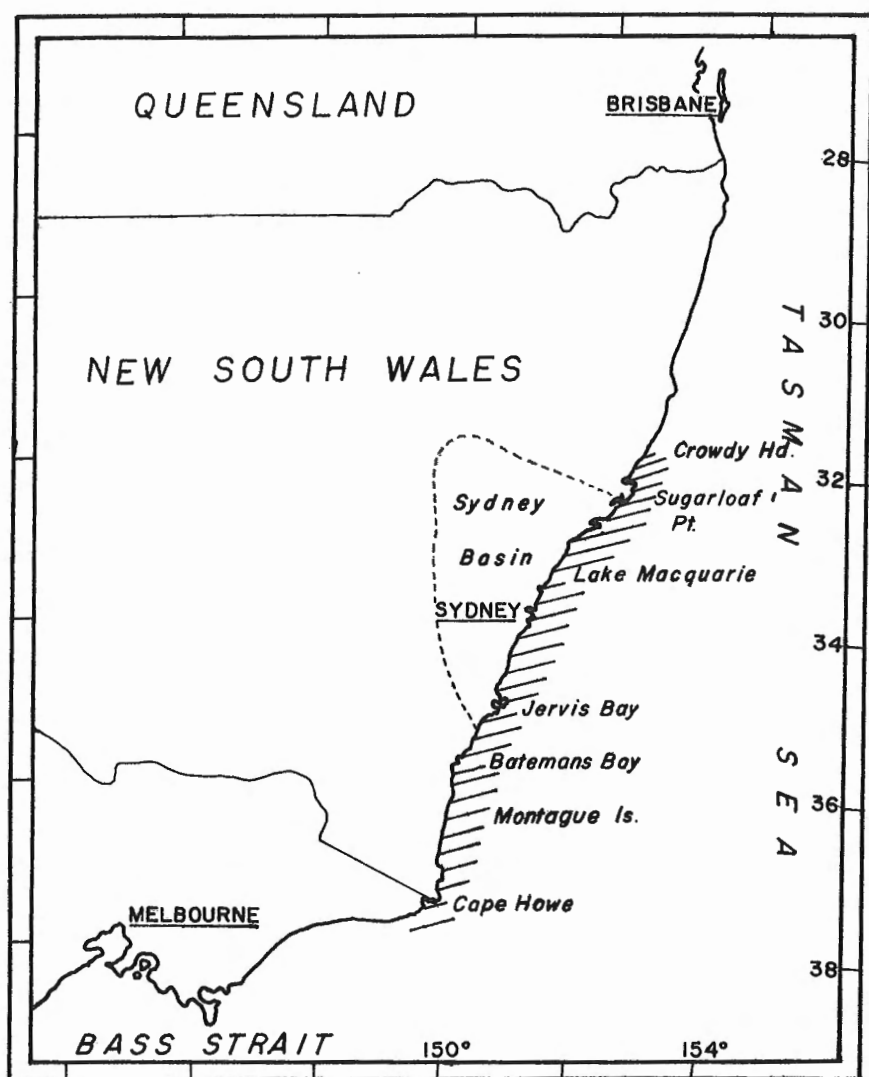 QUEENSLAND
BRISBANE
28
TASMAN SEA
30
NEW SOUTH WALES
Crowdy Hd.
32
Sugarloaf
Pt.
Sydney
Basin
Lake Macquarie
SYDNEY
34
Jervis Bay
Batemans Bay
Montague Is.
36
Cape Howe
MELBOURNE
38
BASS STRAIT
150°
154°